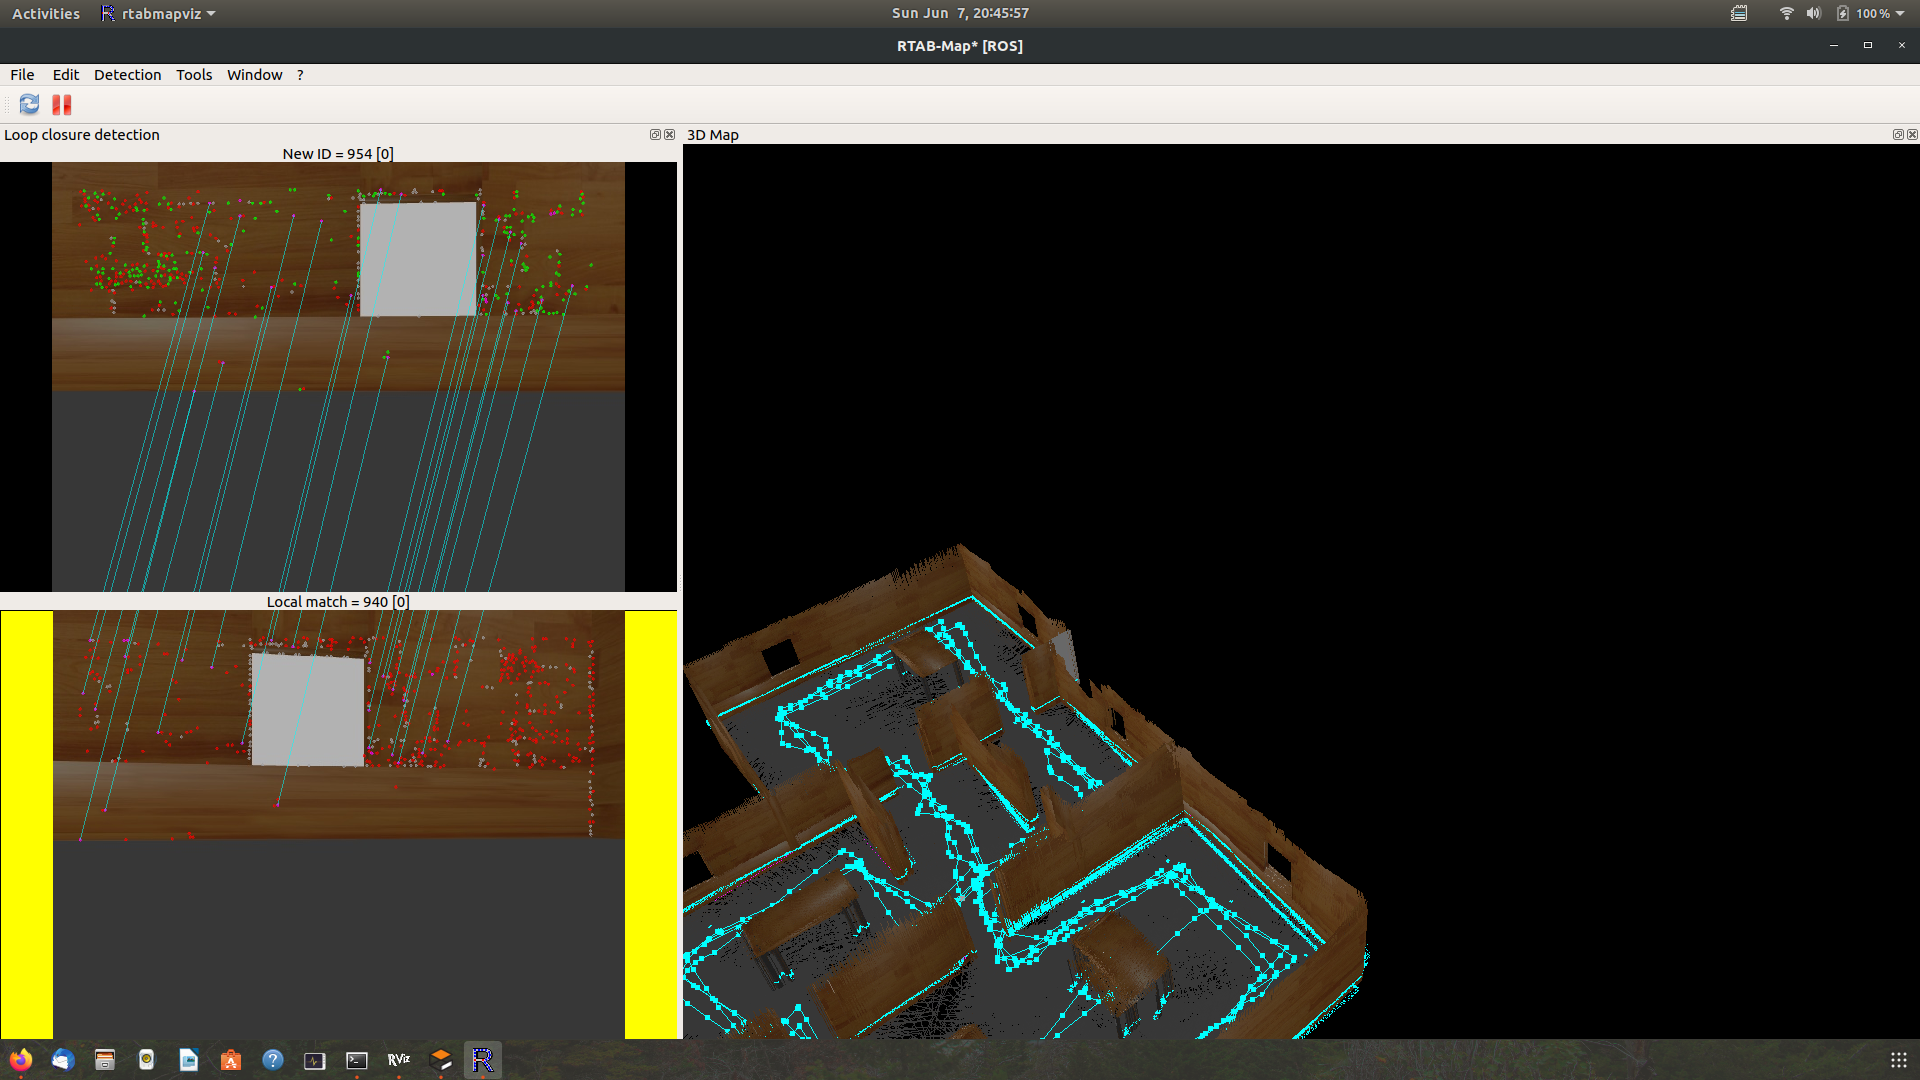 Activities
rtabmapviz
Sun Jun 7, 20:45:57
100 %
RTAB-Map* [ROS]
File Edit Detection Tools Window ?
Loop closure detection
3D Map
New ID = 954 [0]
Local match = 940 [0]
RViz